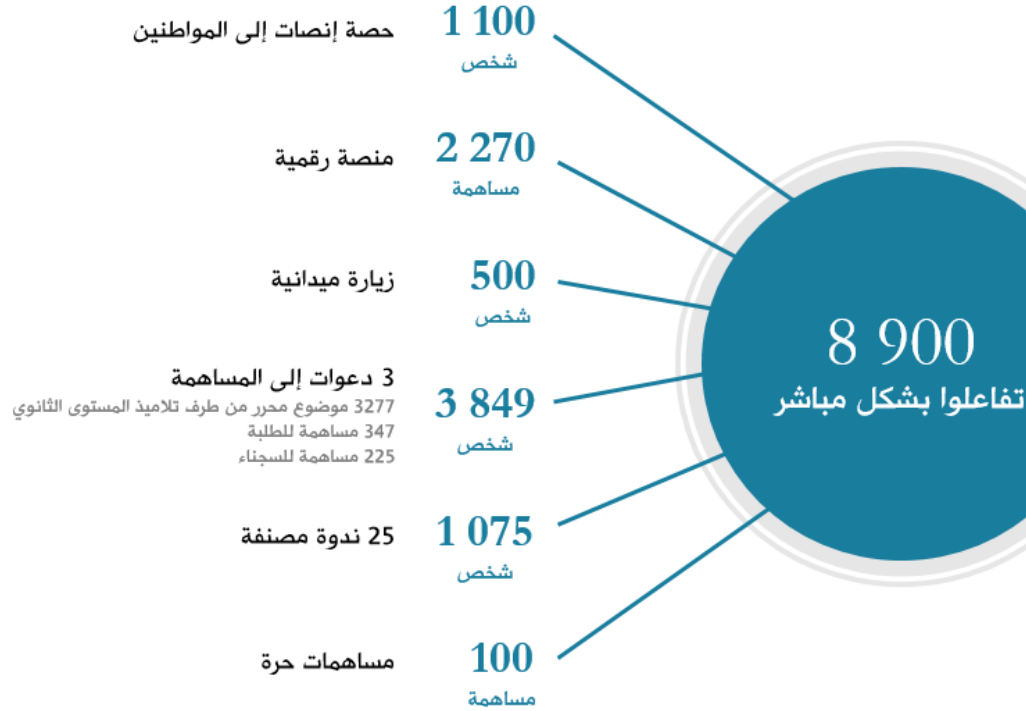 8 900
تفاعلوا بشكل مباشر
1 100
شخص
حصة إنصات إلى المواطنين
2 270
مساهمة
منصة رقمية
500
شخص
زيارة ميدانية
3 849
شخص
3 دعوات إلى المساهمة
3277 موضوع محرر من طرف تلاميذ المستوى الثانوي
347 مساهمة للطلبة
225 مساهمة للسجناء
1 075
شخص
25 ندوة مصنفة
100
مساهمة
مساهمات حرة